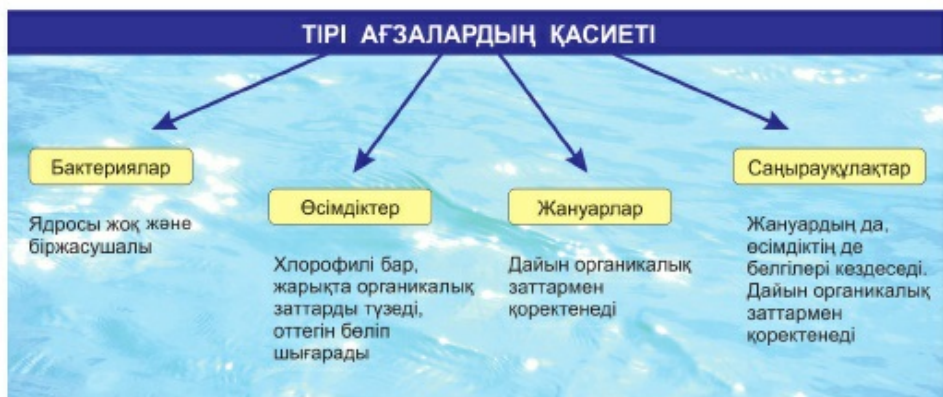 ТІРІ АҒЗАЛАРДЫҢ ҚАСИЕТІ
Бактериялар
Ядросы жоқ және
біржасушалы
Өсімдіктер
Хлорофилі бар,
жарықта органикалық
заттарды түзеді,
оттегін бөліп
шығарады
Жануарлар
Дайын органикалық
заттармен
қоректенеді
Саңырауқұлақтар
Жануардың да,
өсімдіктің де
белгілері кездеседі.
Дайын органикалық
заттармен
қоректенеді